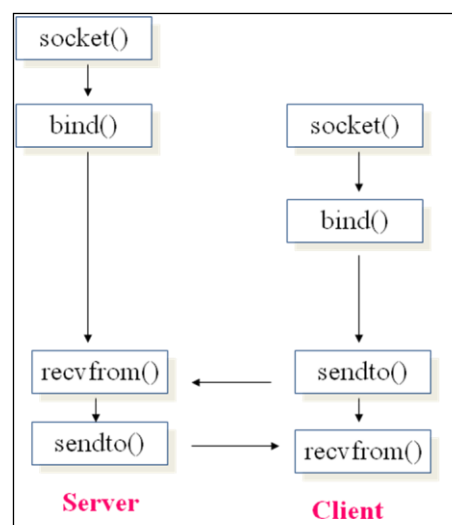 socket()
bind()
socket()
bind()
recvfrom()
sendto()
sendto()
recvfrom()
Server
Client